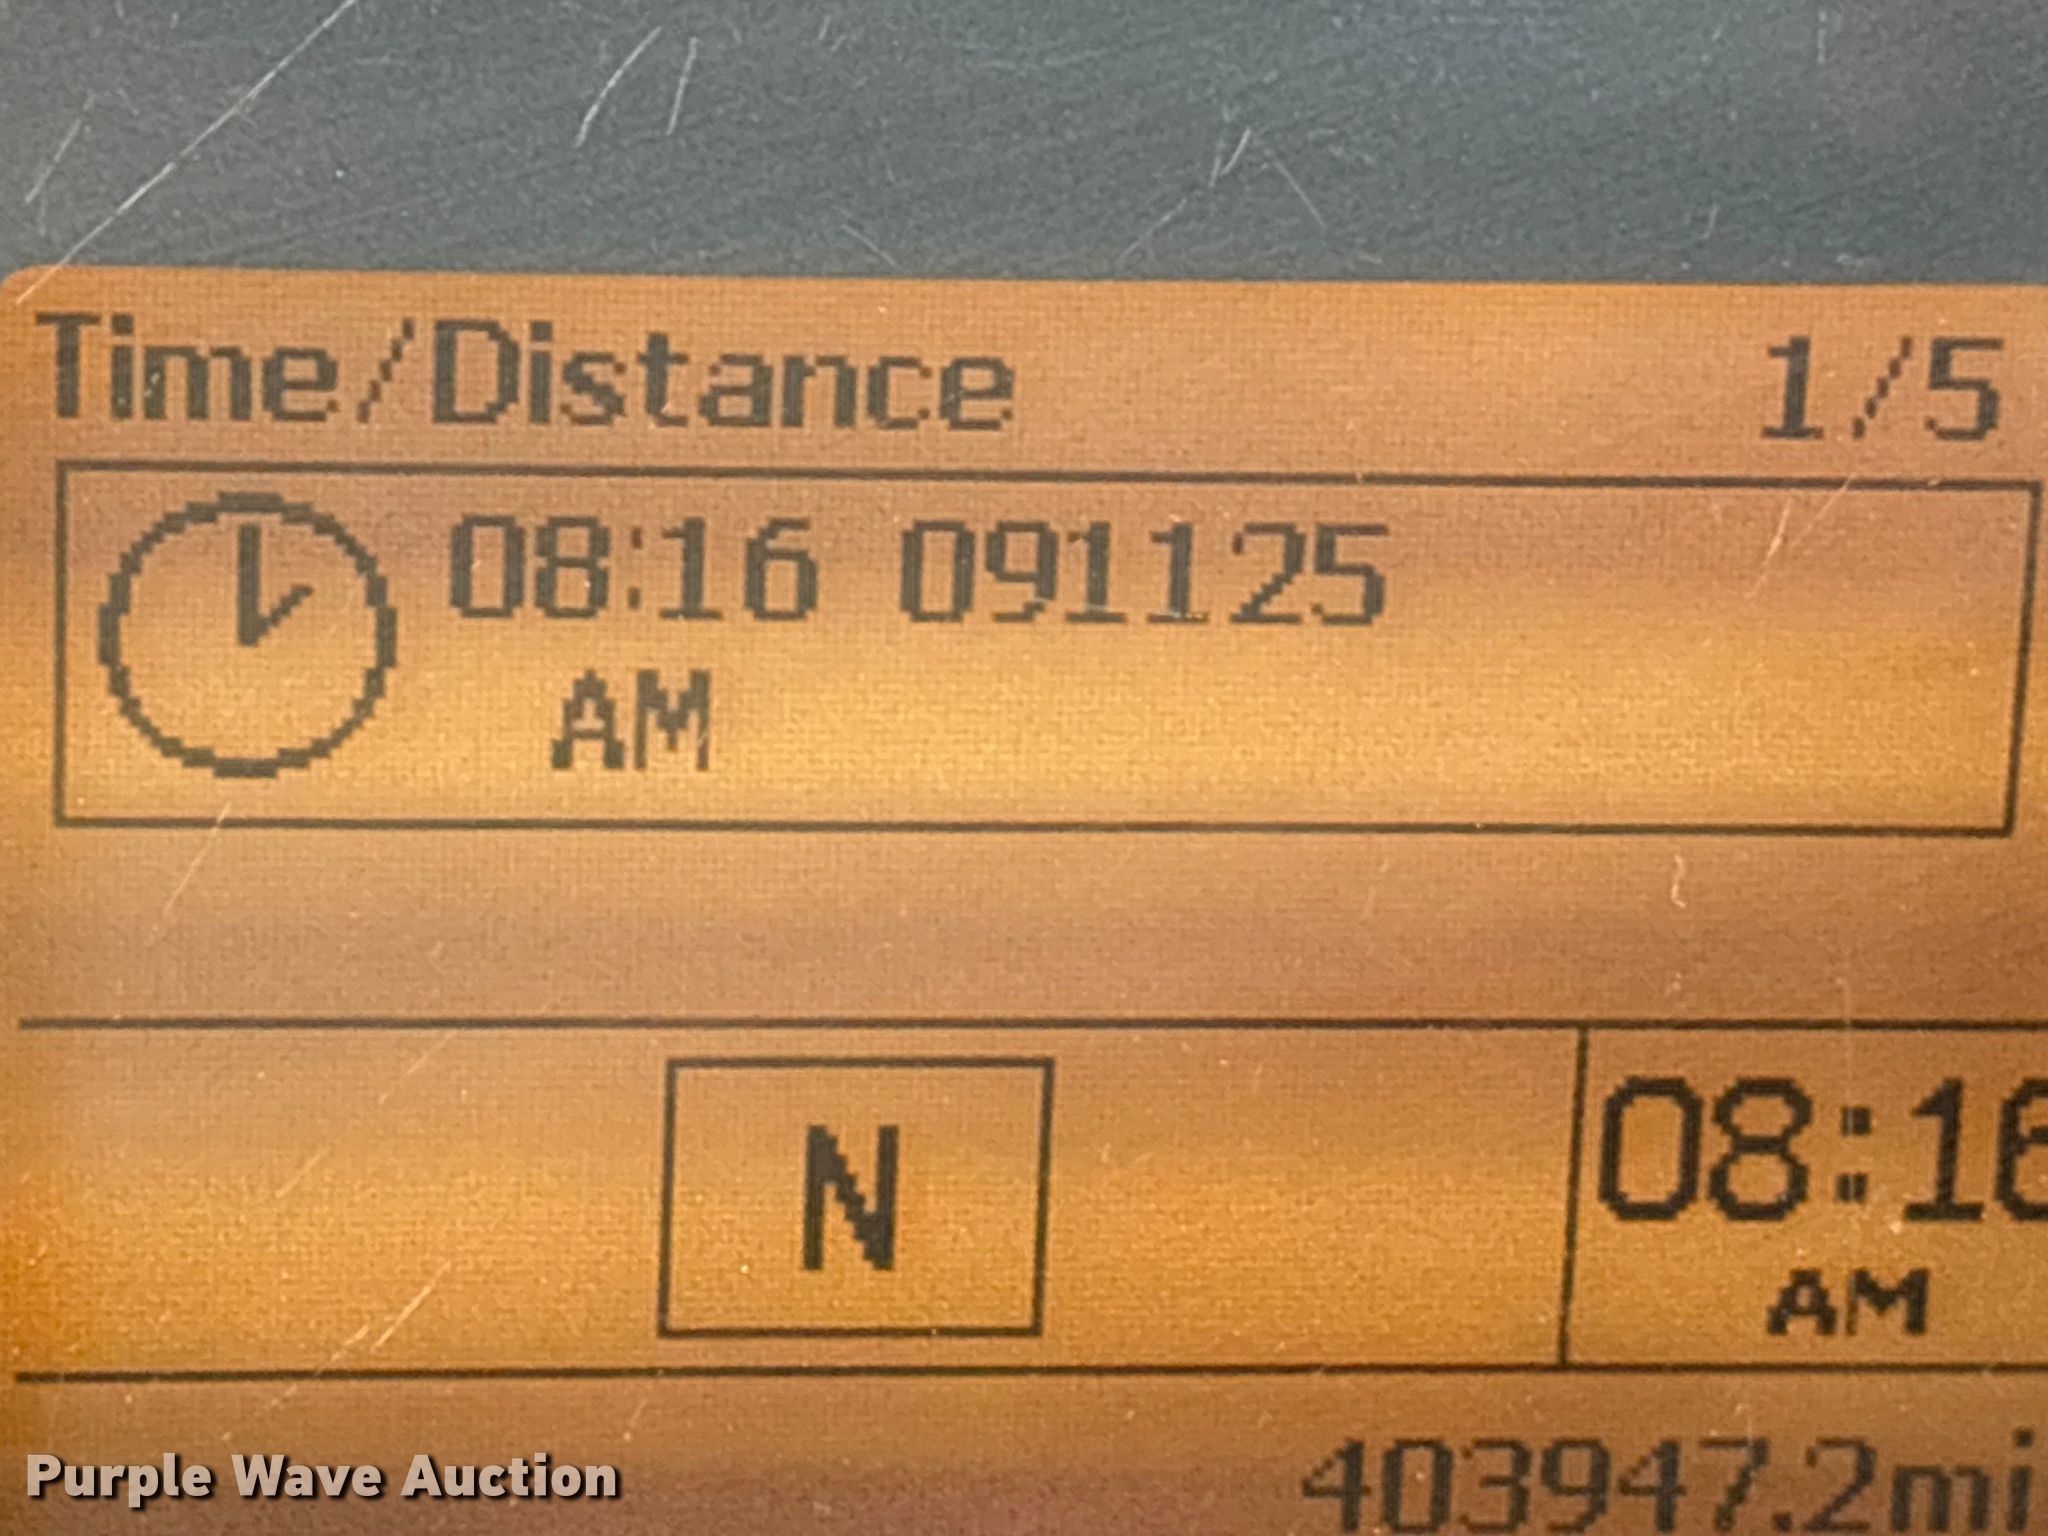 Time/Distance 1/5
08:16 091125
AM
N
08:16
AM
403947.2mi
Purple Wave Auction